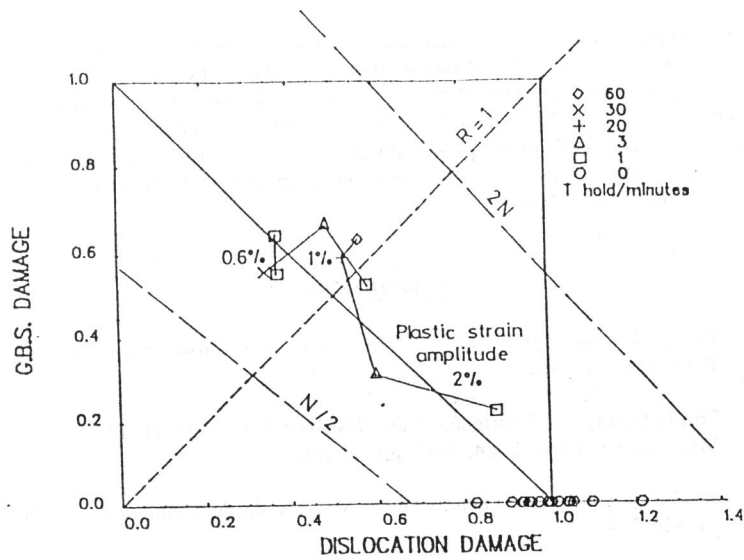 1.0
0.8
0.6
0.4
0.2
0.0
G.B.S. DAMAGE
0.0 0.2 0.4 0.6 0.8 1.0 1.2 1.4
DISLOCATION DAMAGE
R=1
2N
N/2
0.6%
1%
Plastic strain
amplitude
2%
60
30
20
3
1
0
T hold/minutes